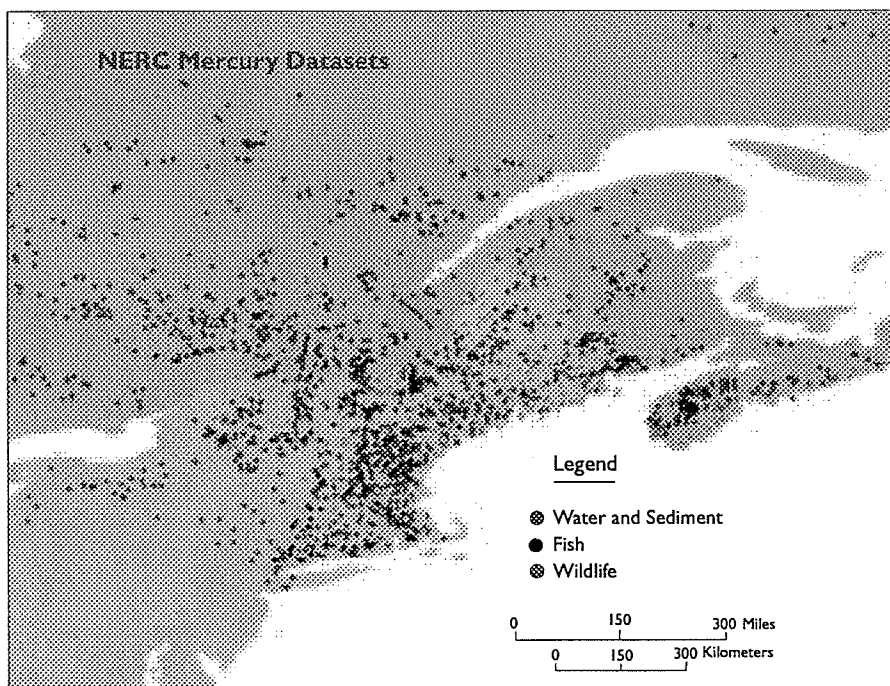 NERC Mercury Datasets
Legend
Water and Sediment
Fish
Wildlife
0 150 300 Miles
0 150 300 Kilometers